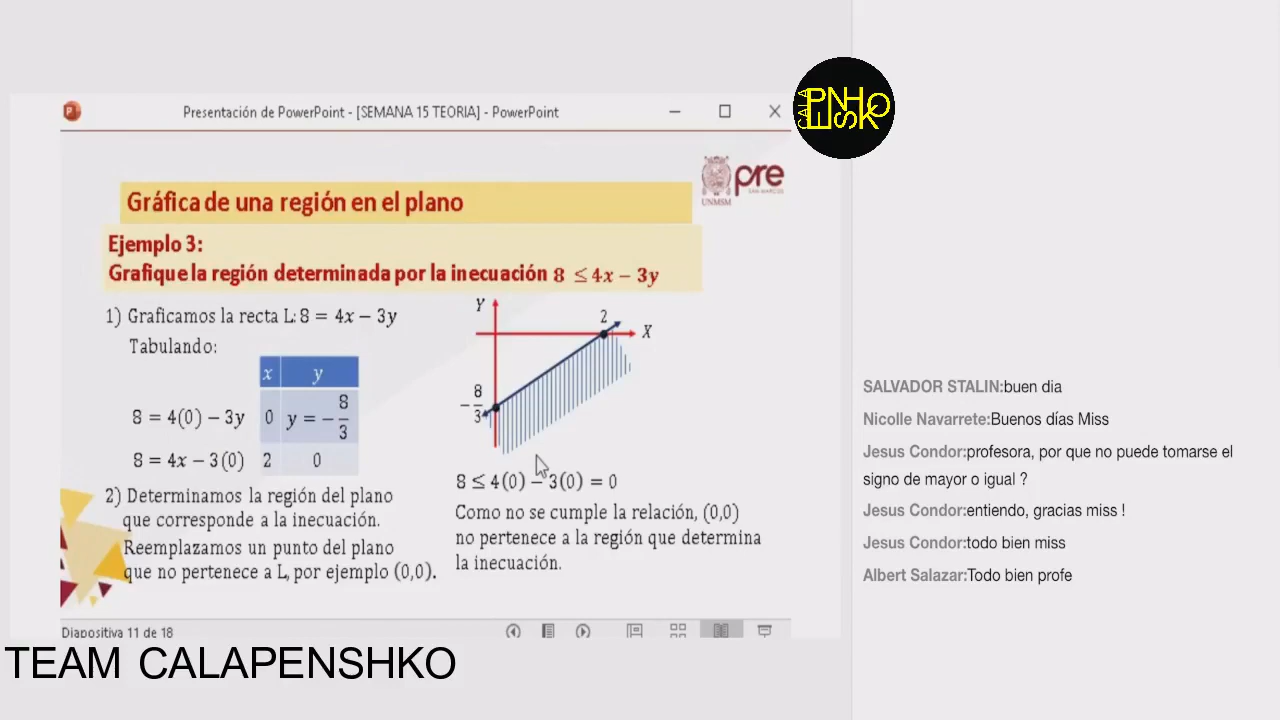 Presentación de PowerPoint - [SEMANA 15 TEORIA] - PowerPoint
CALA
PENHSKO
pre
SAN MARCOS
UNMSM
Gráfica de una región en el plano
Ejemplo 3:
Grafique la región determinada por la inecuación 8 ≤ 4x − 3y
1) Graficamos la recta L: 8 = 4x − 3y
Tabulando:
x y
8 = 4(0) − 3y 0 y = −8/3
8 = 4x − 3(0) 2 0
2) Determinamos la región del plano
que corresponde a la inecuación.
Reemplazamos un punto del plano
que no pertenece a L, por ejemplo (0,0).
Y
2
X
−8/3
8 ≤ 4(0) − 3(0) = 0
Como no se cumple la relación, (0,0)
no pertenece a la región que determina
la inecuación.
Diapositiva 11 de 18
TEAM CALAPENSHKO
SALVADOR STALIN:buen dia
Nicolle Navarrete:Buenos días Miss
Jesus Condor:profesora, por que no puede tomarse el
signo de mayor o igual ?
Jesus Condor:entiendo, gracias miss !
Jesus Condor:todo bien miss
Albert Salazar:Todo bien profe